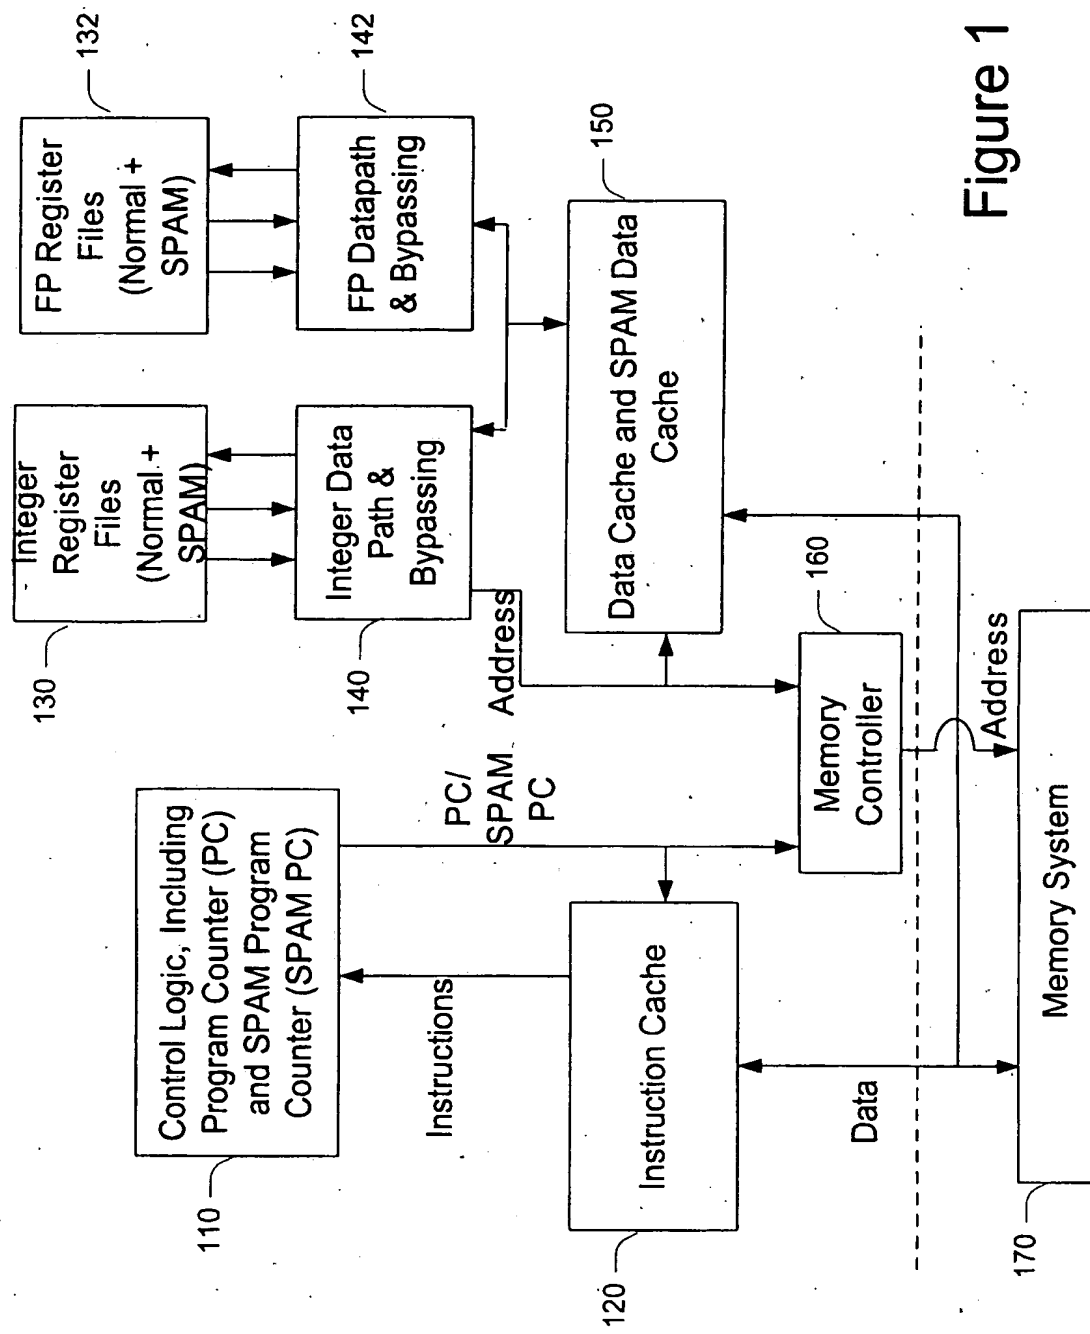 110
Control Logic, Including
Program Counter (PC)
and SPAM Program
Counter (SPAM PC)
130
Integer
Register
Files
(Normal +
SPAM)
FP Register
Files
(Normal +
SPAM)
132
140
Integer Data
Path &
Bypassing
FP Datapath
& Bypassing
142
Instructions
PC/
SPAM
PC
Address
120
Instruction Cache
Data Cache and SPAM Data
Cache
150
Memory
Controller
160
Data
Address
170
Memory System
Figure 1